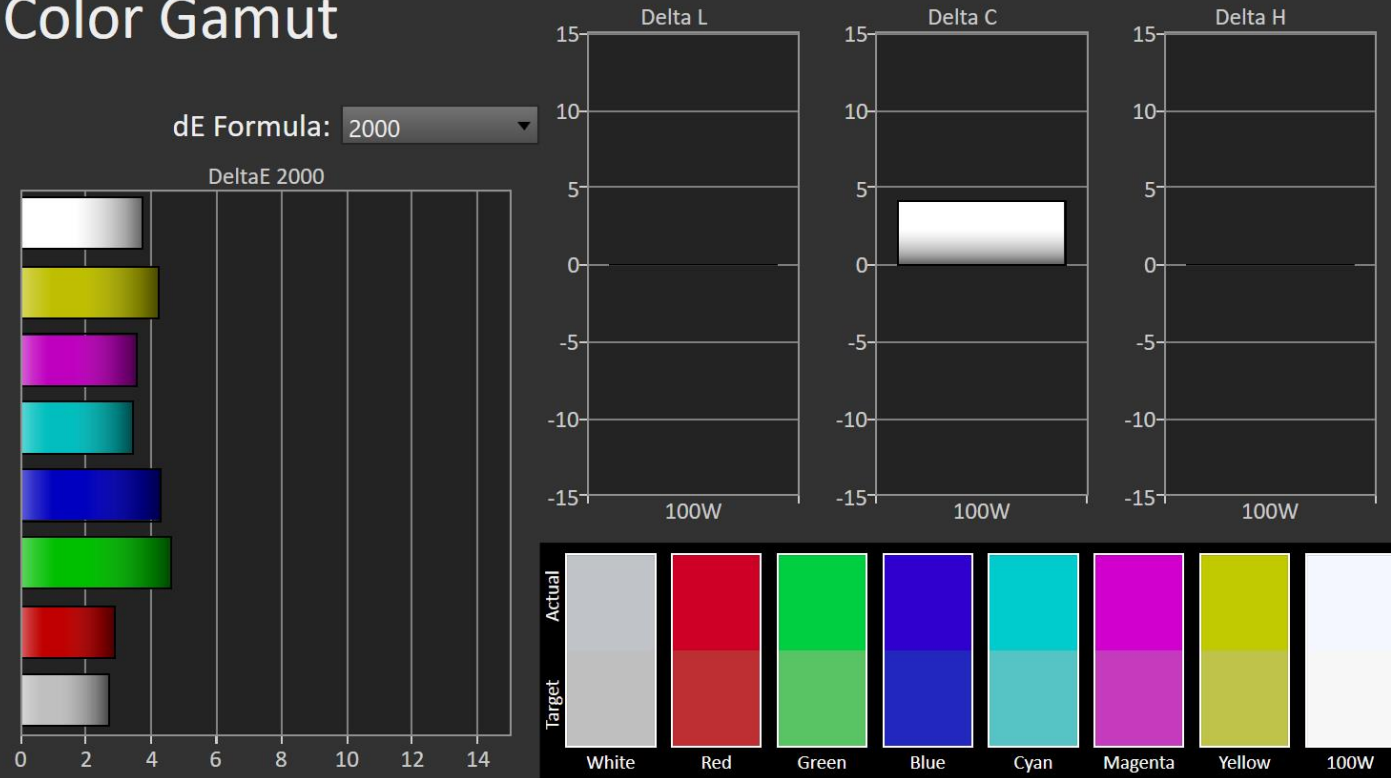 Color Gamut
dE Formula: 2000
DeltaE 2000
0 2 4 6 8 10 12 14
Delta L
15
10
5
0
-5
-10
-15
100W
Delta C
15
10
5
0
-5
-10
-15
100W
Delta H
15
10
5
0
-5
-10
-15
100W
Actual
Target
White Red Green Blue Cyan Magenta Yellow 100W